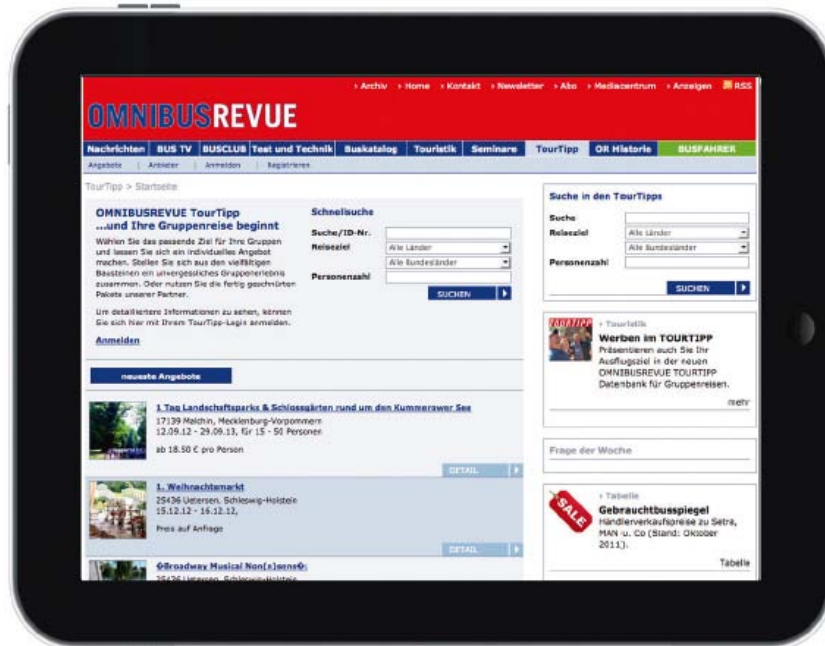 Archiv Home Kontakt Newsletter Abo Mediacentrum Anzeigen RSS
OMNIBUSREVUE
Nachrichten BUS TV BUSCLUB Test und Technik Buskatalog Touristik Seminare TourTipp OR Historie BUSFAHRER
Angebote | Anbieter | Anmelden | Registrieren
TourTipp > Startseite
OMNIBUSREVUE TourTipp
...und Ihre Gruppenreise beginnt
Wählen Sie das passende Ziel für Ihre Gruppen
und lassen Sie sich ein individuelles Angebot
machen. Stellen Sie sich aus den vielfältigen
Bausteinen ein unvergessliches Gruppenerlebnis
zusammen. Oder nutzen Sie die fertig geschnürten
Pakete unserer Partner.
Um detailliertere Informationen zu sehen, können
Sie sich hier mit Ihrem TourTipp-Login anmelden.
Anmelden
Schnellsuche
Suche/ID-Nr.
Reiseziel Alle Länder
Alle Bundesländer
Personenzahl
SUCHEN
neueste Angebote
1 Tag Landschaftsparks & Schlossgärten rund um den Kummerower See
17139 Malchin, Mecklenburg-Vorpommern
12.09.12 - 29.09.13, für 15 - 50 Personen
ab 18.50 € pro Person
DETAIL
1. Weihnachtsmarkt
25436 Uetersen, Schleswig-Holstein
15.12.12 - 16.12.12,
Preis auf Anfrage
DETAIL
�Broadway Musical Non(s)sens�:
25436 Uetersen, Schleswig-Holstein
Suche in den TourTipps
Suche
Reiseziel Alle Länder
Alle Bundesländer
Personenzahl
SUCHEN
TOURTIPP
Touristik
Werben im TOURTIPP
Präsentieren auch Sie Ihr
Ausflugsziel in der neuen
OMNIBUSREVUE TOURTIPP
Datenbank für Gruppenreisen.
mehr
Frage der Woche
SALE
Tabelle
Gebrauchtbusspiegel
Händlerverkaufspreise zu Setra,
MAN u. Co (Stand: Oktober
2011).
Tabelle